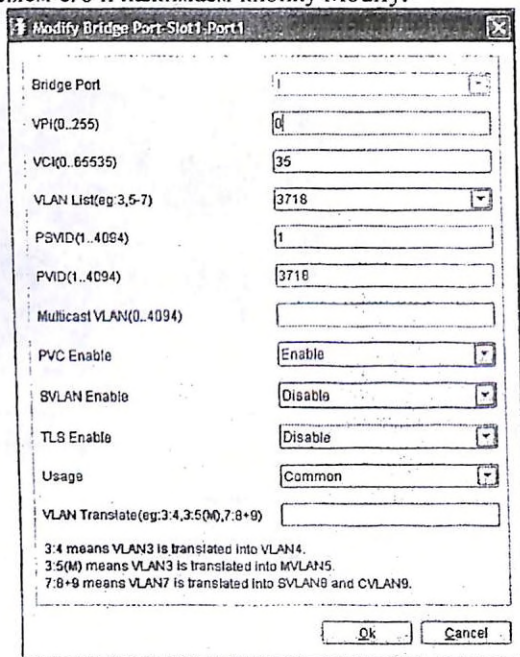 кнопку Modify.
Modify Bridge Port-Slot1-Port1
Bridge Port 1
VPI(0..255) 0
VCI(0..65535) 35
VLAN List(eg:3,5-7) 3718
PSVID(1..4094) 1
PVID(1..4094) 3718
Multicast VLAN(0..4094)
PVC Enable Enable
SVLAN Enable Disable
TLS Enable Disable
Usage Common
VLAN Translate(eg:3:4,3:5(M),7:8+9)
3:4 means VLAN3 is translated into VLAN4.
3:5(M) means VLAN3 is translated into MVLAN5.
7:8+9 means VLAN7 is translated into SVLAN8 and CVLAN9.
Ok Cancel